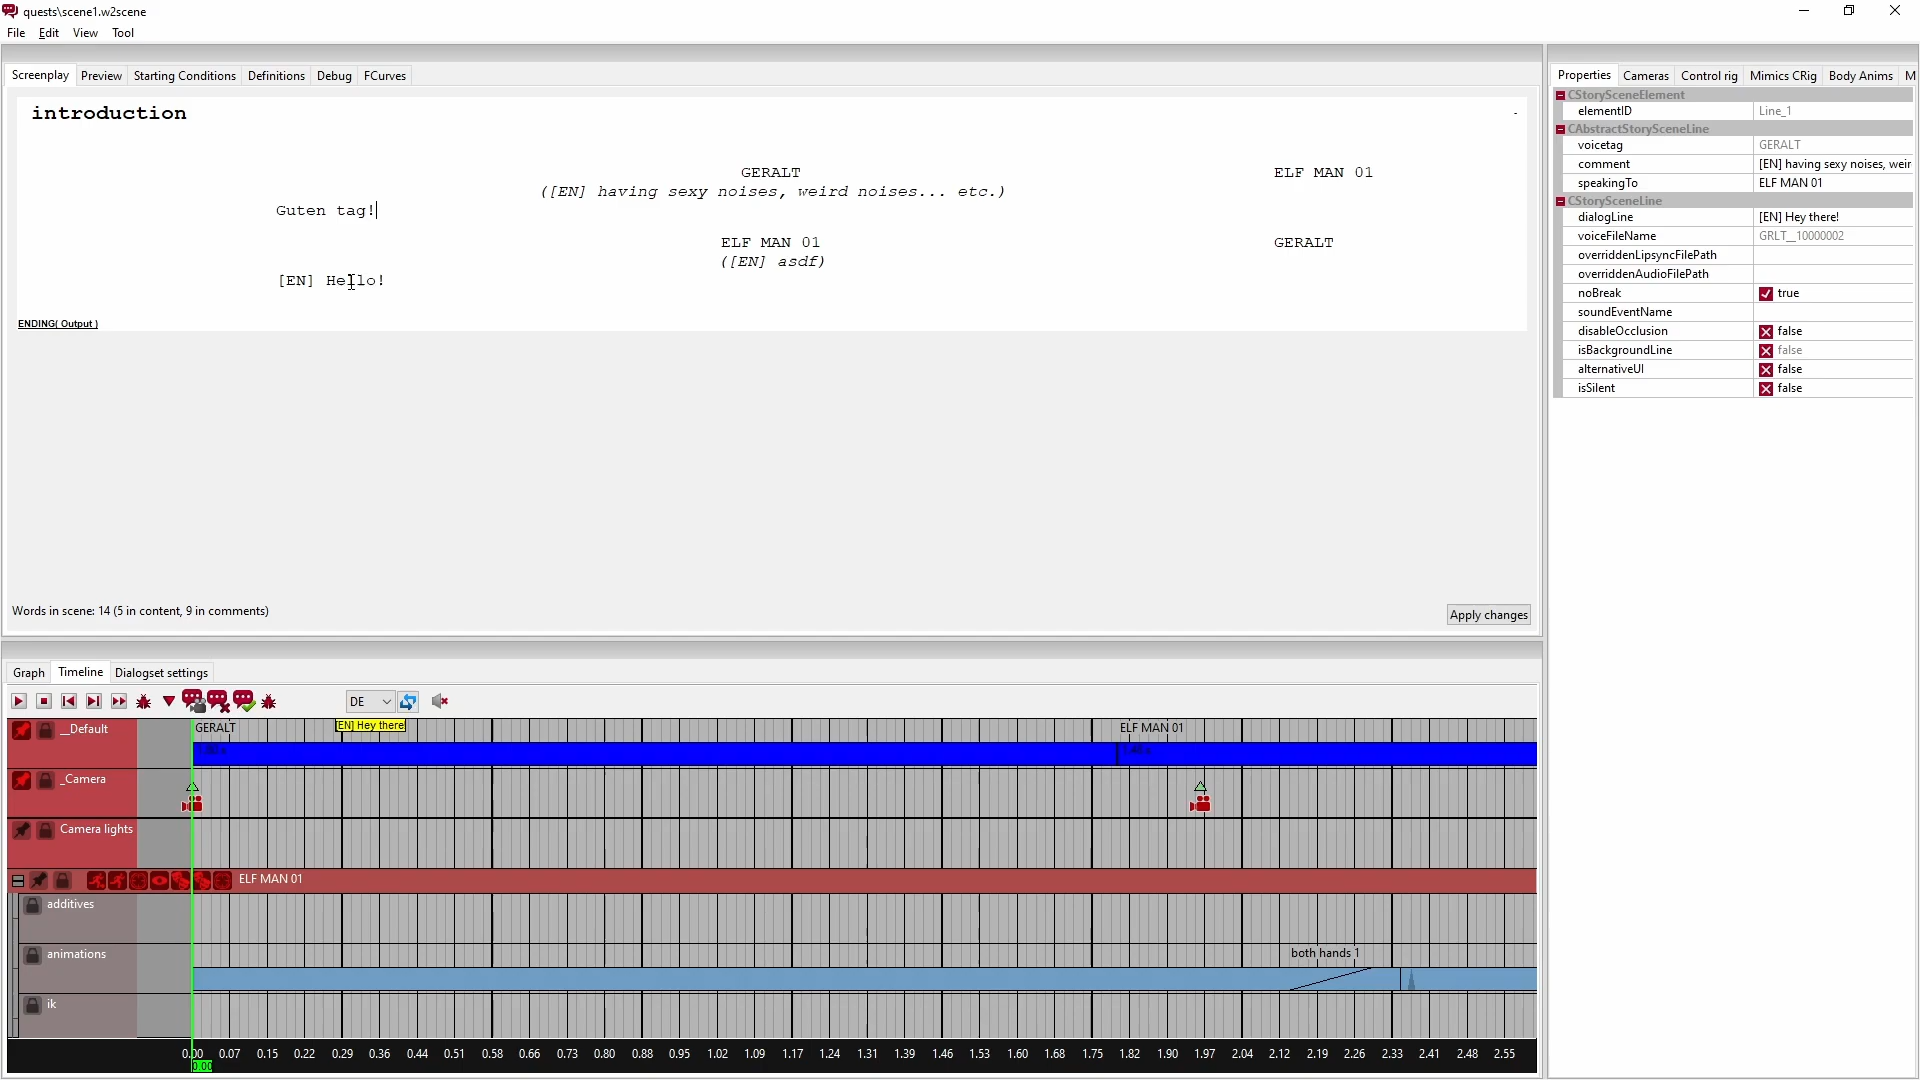 quests\scene1.w2scene
File Edit View Tool
Screenplay Preview Starting Conditions Definitions Debug FCurves
introduction
-
GERALT ELF MAN 01
([EN] having sexy noises, weird noises... etc.)
Guten tag!
ELF MAN 01 GERALT
([EN] asdf)
[EN] Hello!
ENDING( Output )
Words in scene: 14 (5 in content, 9 in comments)
Apply changes
Properties Cameras Control rig Mimics CRig Body Anims M
CStorySceneElement
elementID Line_1
CAbstractStorySceneLine
voicetag GERALT
comment [EN] having sexy noises, weir
speakingTo ELF MAN 01
CStorySceneLine
dialogLine [EN] Hey there!
voiceFileName GRLT__10000002
overriddenLipsyncFilePath
overriddenAudioFilePath
noBreak true
soundEventName
disableOcclusion false
isBackgroundLine false
alternativeUI false
isSilent false
Graph Timeline Dialogset settings
DE
__Default GERALT [EN] Hey there! ELF MAN 01
_Camera
Camera lights
ELF MAN 01
additives
animations both hands 1
ik
0.00 0.07 0.15 0.22 0.29 0.36 0.44 0.51 0.58 0.66 0.73 0.80 0.88 0.95 1.02 1.09 1.17 1.24 1.31 1.39 1.46 1.53 1.60 1.68 1.75 1.82 1.90 1.97 2.04 2.12 2.19 2.26 2.33 2.41 2.48 2.55
0.00